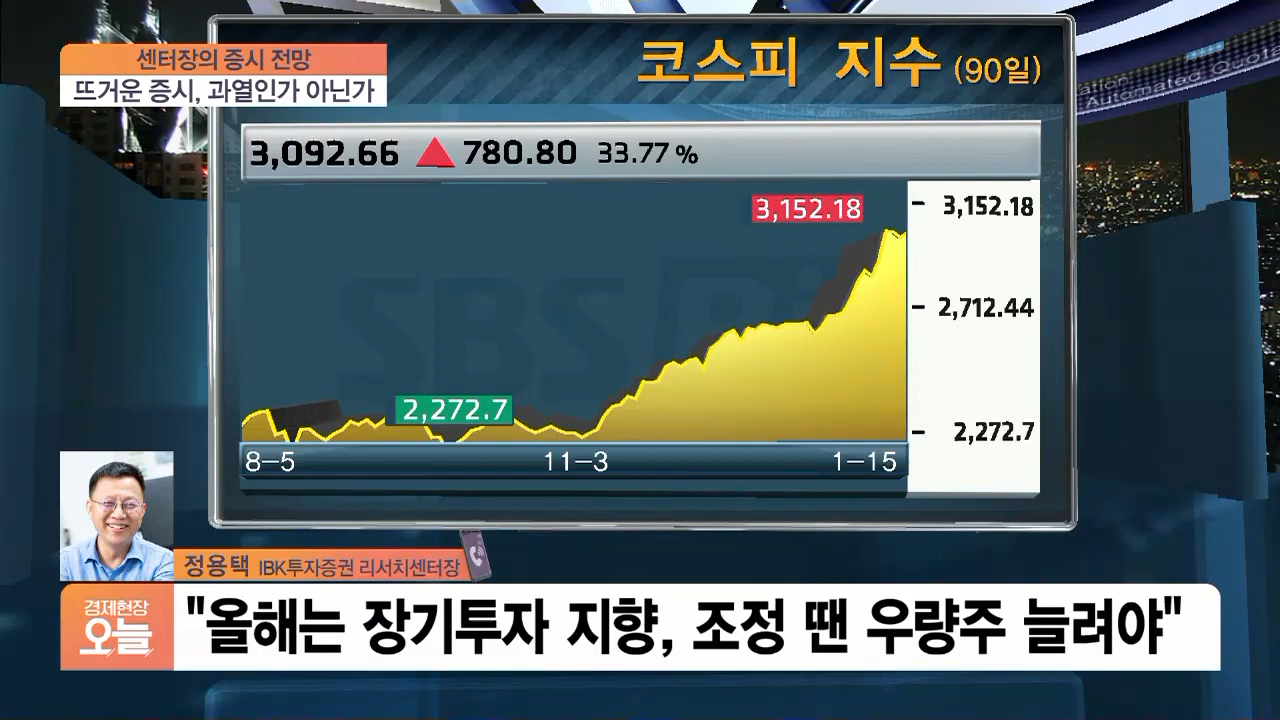 센터장의 증시 전망
뜨거운 증시, 과열인가 아닌가
코스피 지수 (90일)
Automated Quo
3,092.66 ▲ 780.80 33.77 %
3,152.18
3,152.18
2,712.44
SBS Bi
2,272.7
2,272.7
8-5 11-3 1-15
정용택 IBK투자증권 리서치센터장
경제현장
오늘
"올해는 장기투자 지향, 조정 땐 우량주 늘려야"